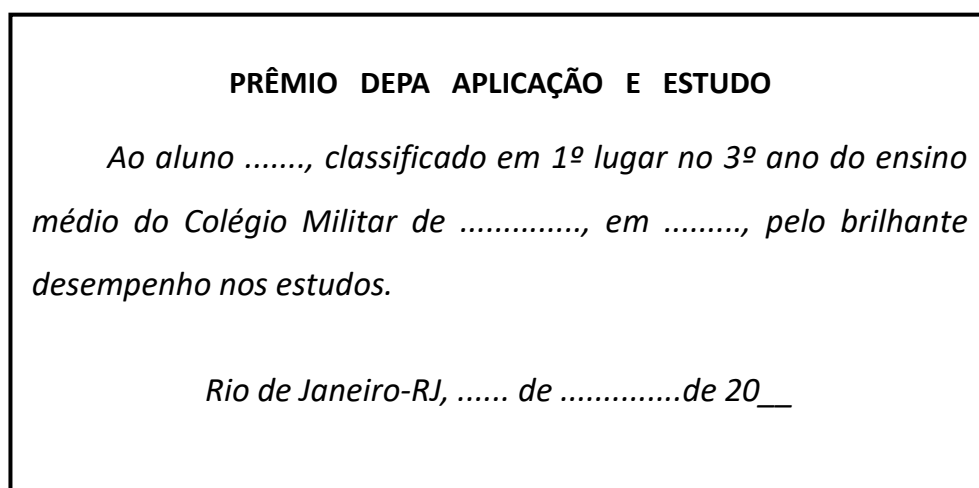 PRÊMIO DEPA APLICAÇÃO E ESTUDO
Ao aluno ......., classificado em 1º lugar no 3º ano do ensino
médio do Colégio Militar de .............., em ........., pelo brilhante
desempenho nos estudos.
Rio de Janeiro-RJ, ...... de ..............de 20__